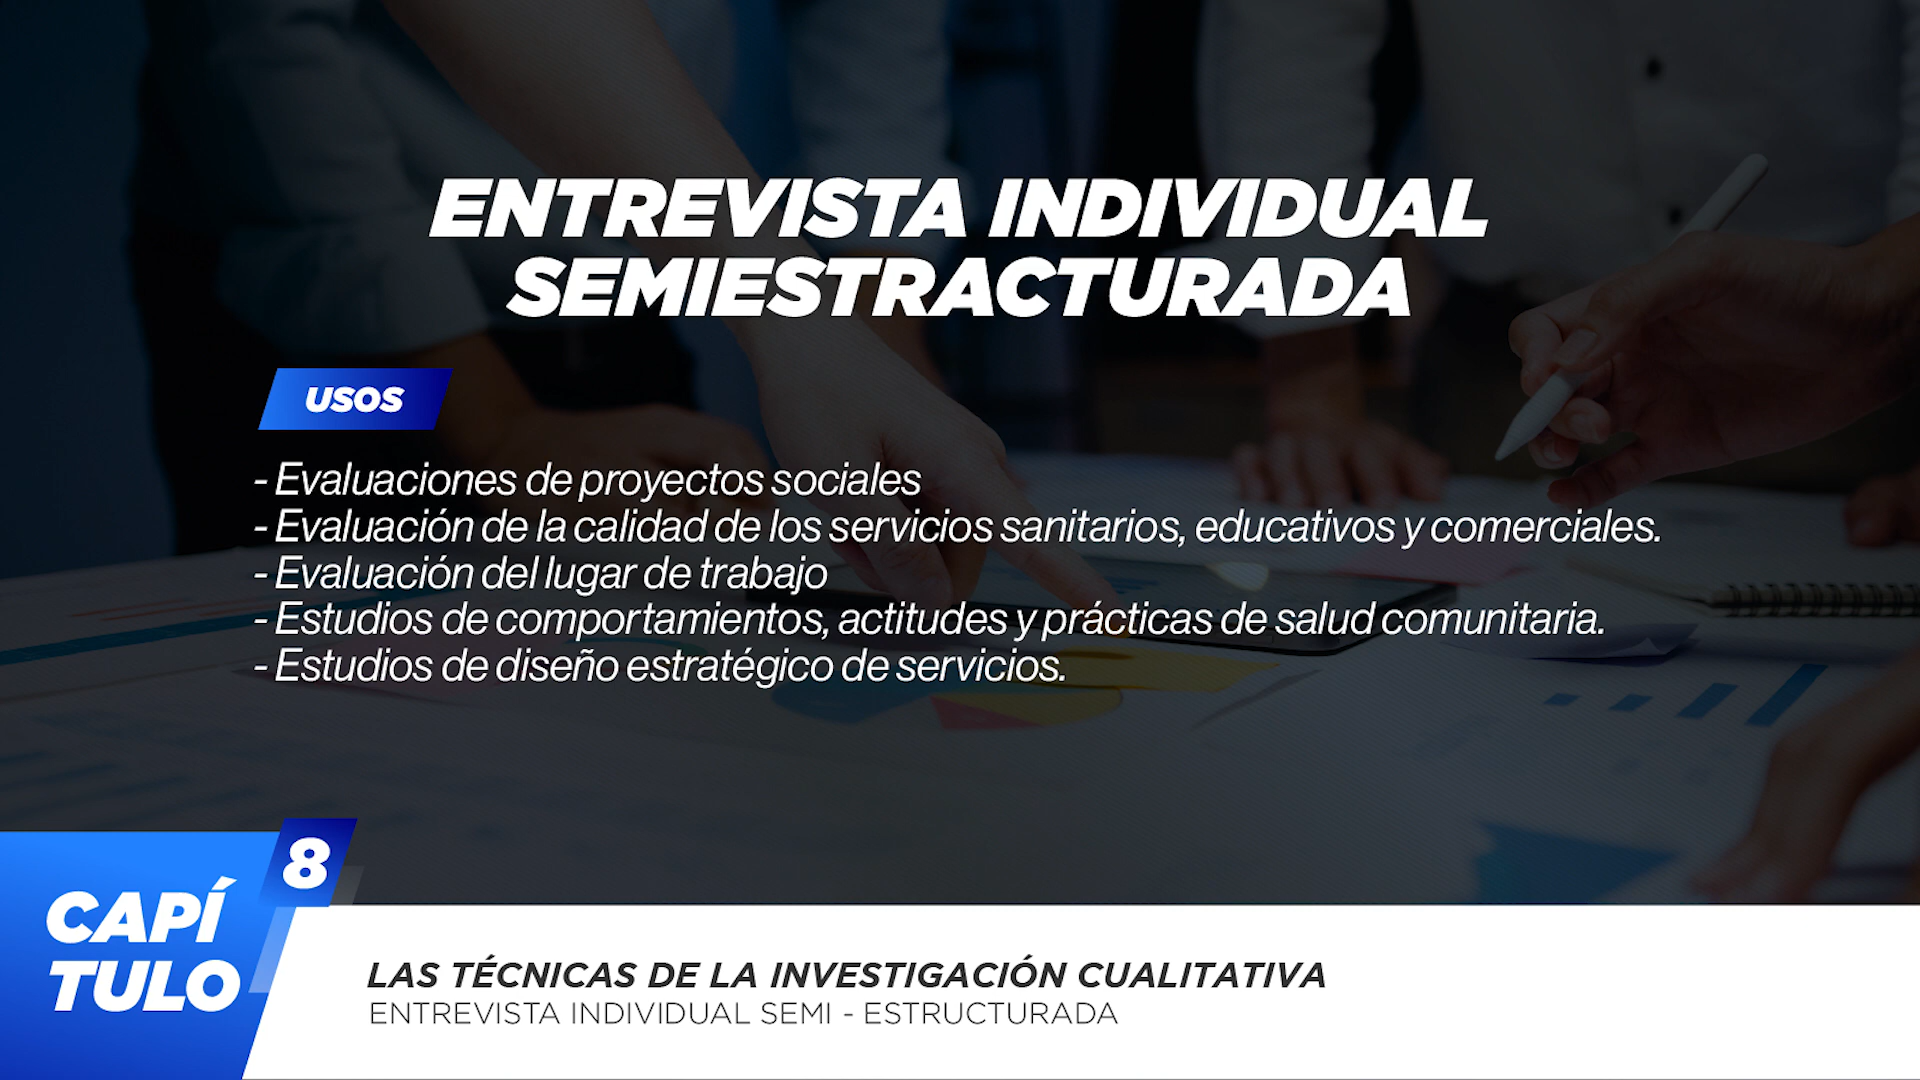 ENTREVISTA INDIVIDUAL
SEMIESTRACTURADA
USOS
- Evaluaciones de proyectos sociales
- Evaluación de la calidad de los servicios sanitarios, educativos y comerciales.
- Evaluación del lugar de trabajo
- Estudios de comportamientos, actitudes y prácticas de salud comunitaria.
- Estudios de diseño estratégico de servicios.
8
CAPÍ
TULO
LAS TÉCNICAS DE LA INVESTIGACIÓN CUALITATIVA
ENTREVISTA INDIVIDUAL SEMI - ESTRUCTURADA